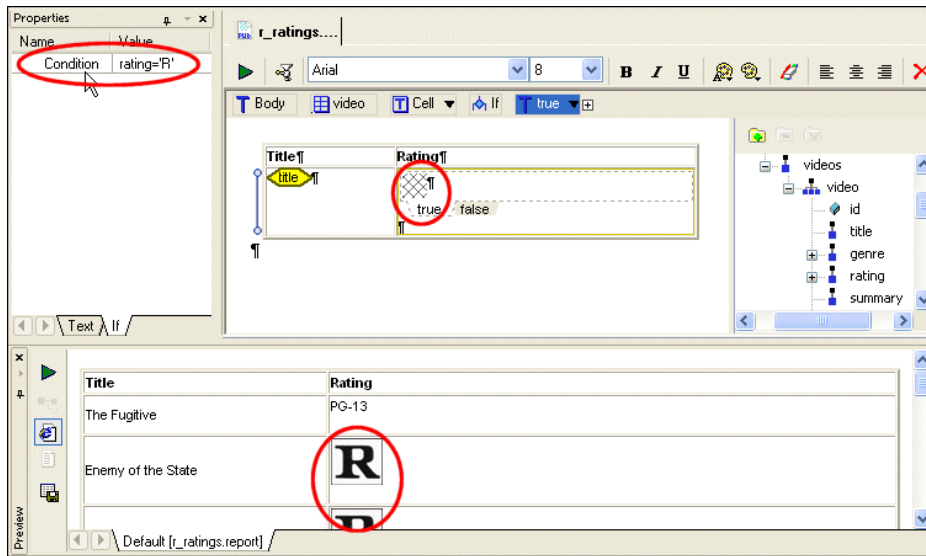 Properties
Name Value
Condition rating='R'
Text If
r_ratings....
Arial 8 B I U
Body video Cell If true
Title¶ Rating¶
title ¶ ¶
true false
¶
¶
videos
video
id
title
genre
rating
summary
Preview
Title Rating
The Fugitive PG-13
Enemy of the State R
R
Default [r_ratings.report]